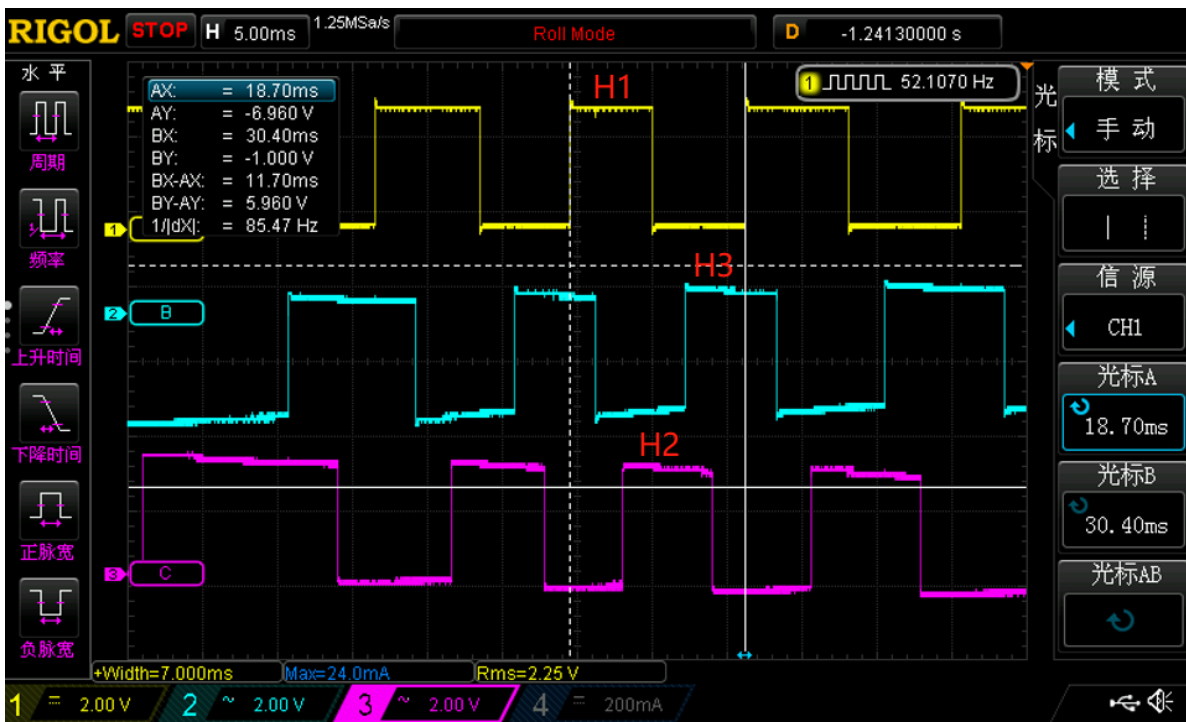 RIGOL STOP H 5.00ms 1.25MSa/s Roll Mode D -1.24130000 s
水 平
周期
频率
上升时间
下降时间
正脉宽
负脉宽
AX: = 18.70ms
AY: = -6.960 V
BX: = 30.40ms
BY: = -1.000 V
BX-AX: = 11.70ms
BY-AY: = 5.960 V
1/|dX|: = 85.47 Hz
H1
1 52.1070 Hz
1
H3
2 B
H2
3 C
光标
模 式
手 动
选 择
信 源
CH1
光标A
18.70ms
光标B
30.40ms
光标AB
+Width=7.000ms Max=24.0mA Rms=2.25 V
1 = 2.00 V 2 ~ 2.00 V 3 ~ 2.00 V 4 = 200mA